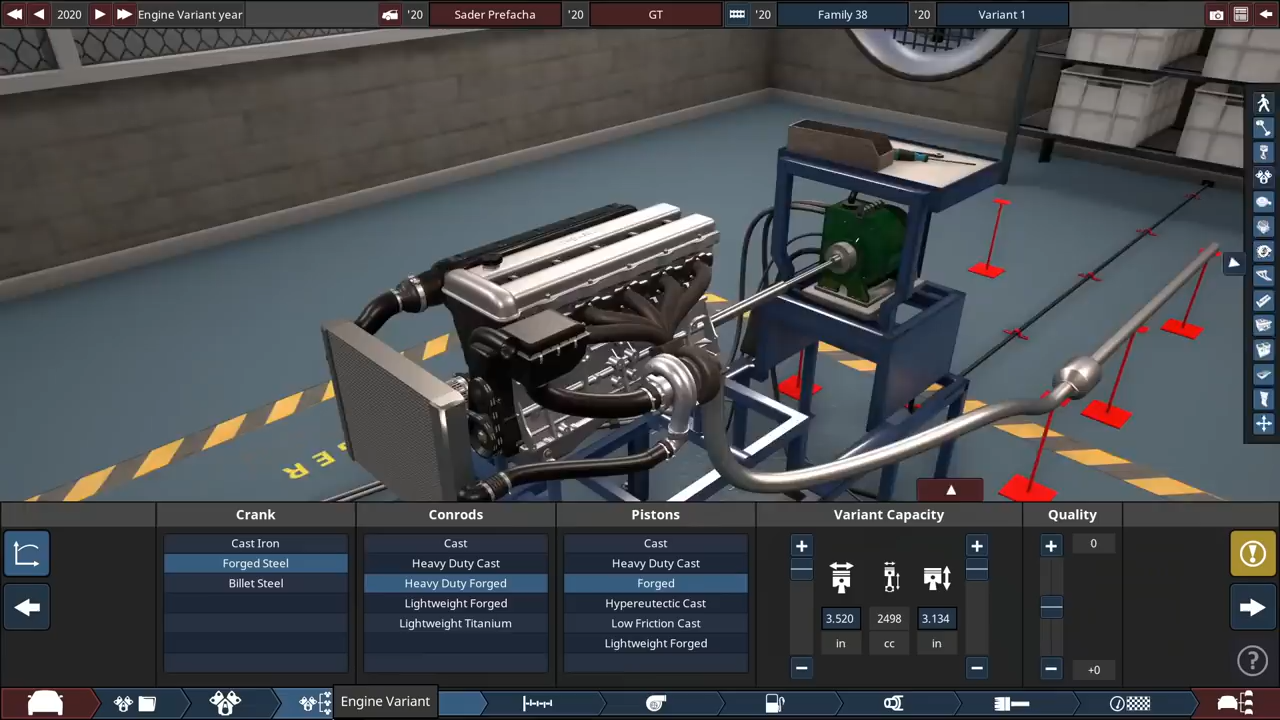 2020 Engine Variant year '20 Sader Prefacha '20 GT '20 Family 38 '20 Variant 1
Crank
Cast Iron
Forged Steel
Billet Steel
Conrods
Cast
Heavy Duty Cast
Heavy Duty Forged
Lightweight Forged
Lightweight Titanium
Pistons
Cast
Heavy Duty Cast
Forged
Hypereutectic Cast
Low Friction Cast
Lightweight Forged
Variant Capacity
3.520 2498 3.134
in cc in
Quality
0
+0
Engine Variant